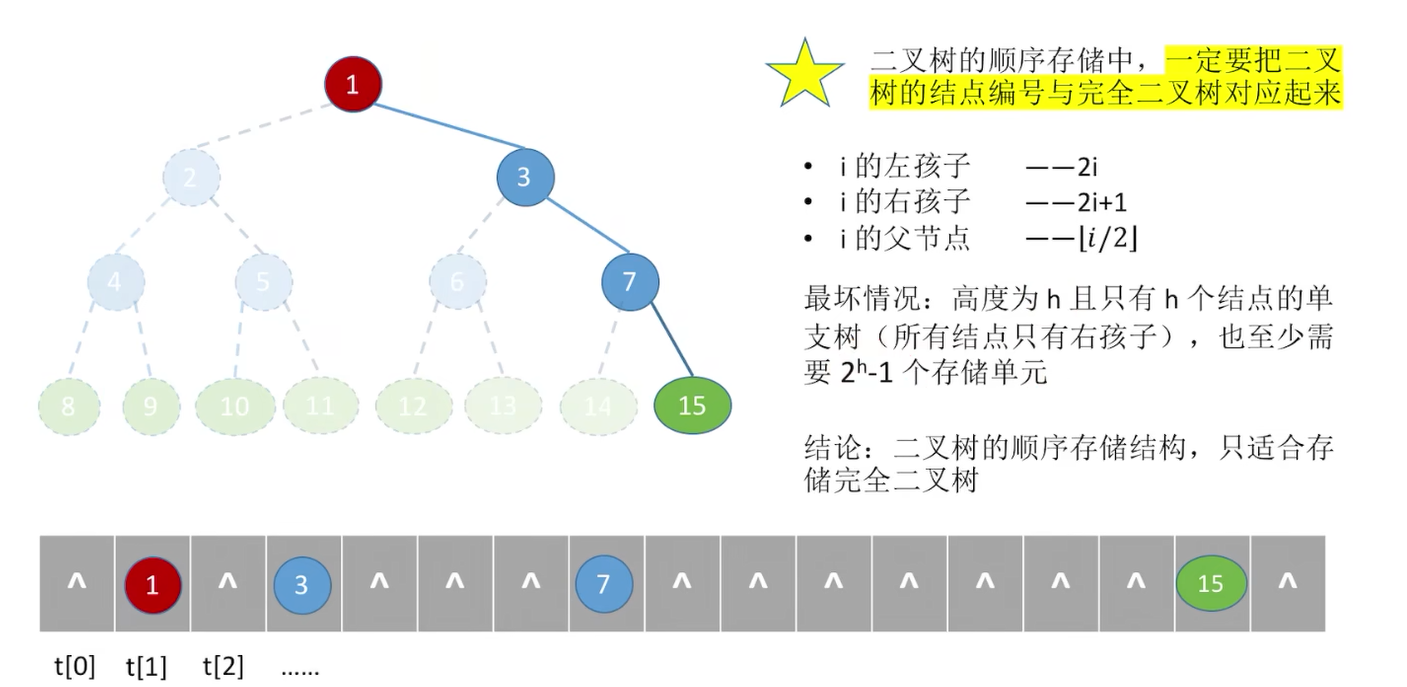 1
2
3
4
5
6
7
8
9
10
11
12
13
14
15
二叉树的顺序存储中，一定要把二叉
树的结点编号与完全二叉树对应起来
• i 的左孩子 ——2i
• i 的右孩子 ——2i+1
• i 的父节点 ——⌊i/2⌋
最坏情况：高度为 h 且只有 h 个结点的单
支树（所有结点只有右孩子），也至少需
要 2ʰ-1 个存储单元
结论：二叉树的顺序存储结构，只适合存
储完全二叉树
^ 1 ^ 3 ^ ^ ^ 7 ^ ^ ^ ^ ^ ^ ^ 15 ^
t[0] t[1] t[2] ......